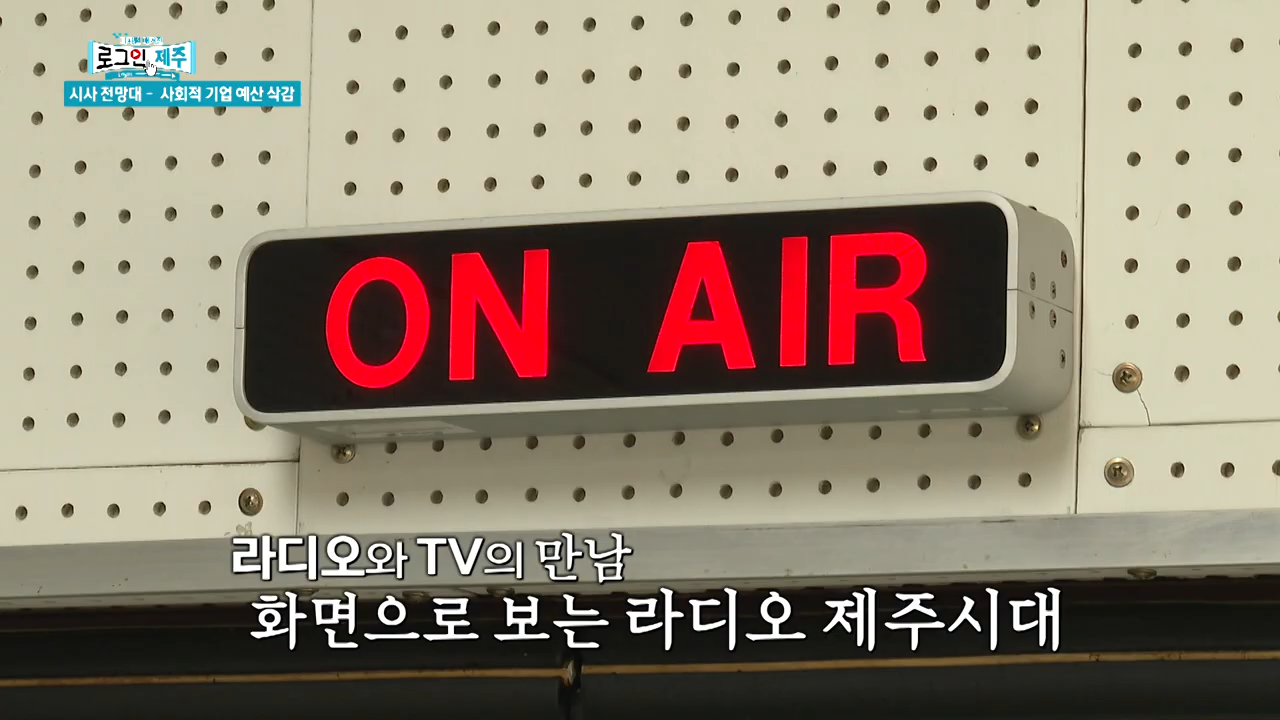 로그인 제주
시사 전망대 - 사회적 기업 예산 삭감
ON AIR
라디오와 TV의 만남
화면으로 보는 라디오 제주시대